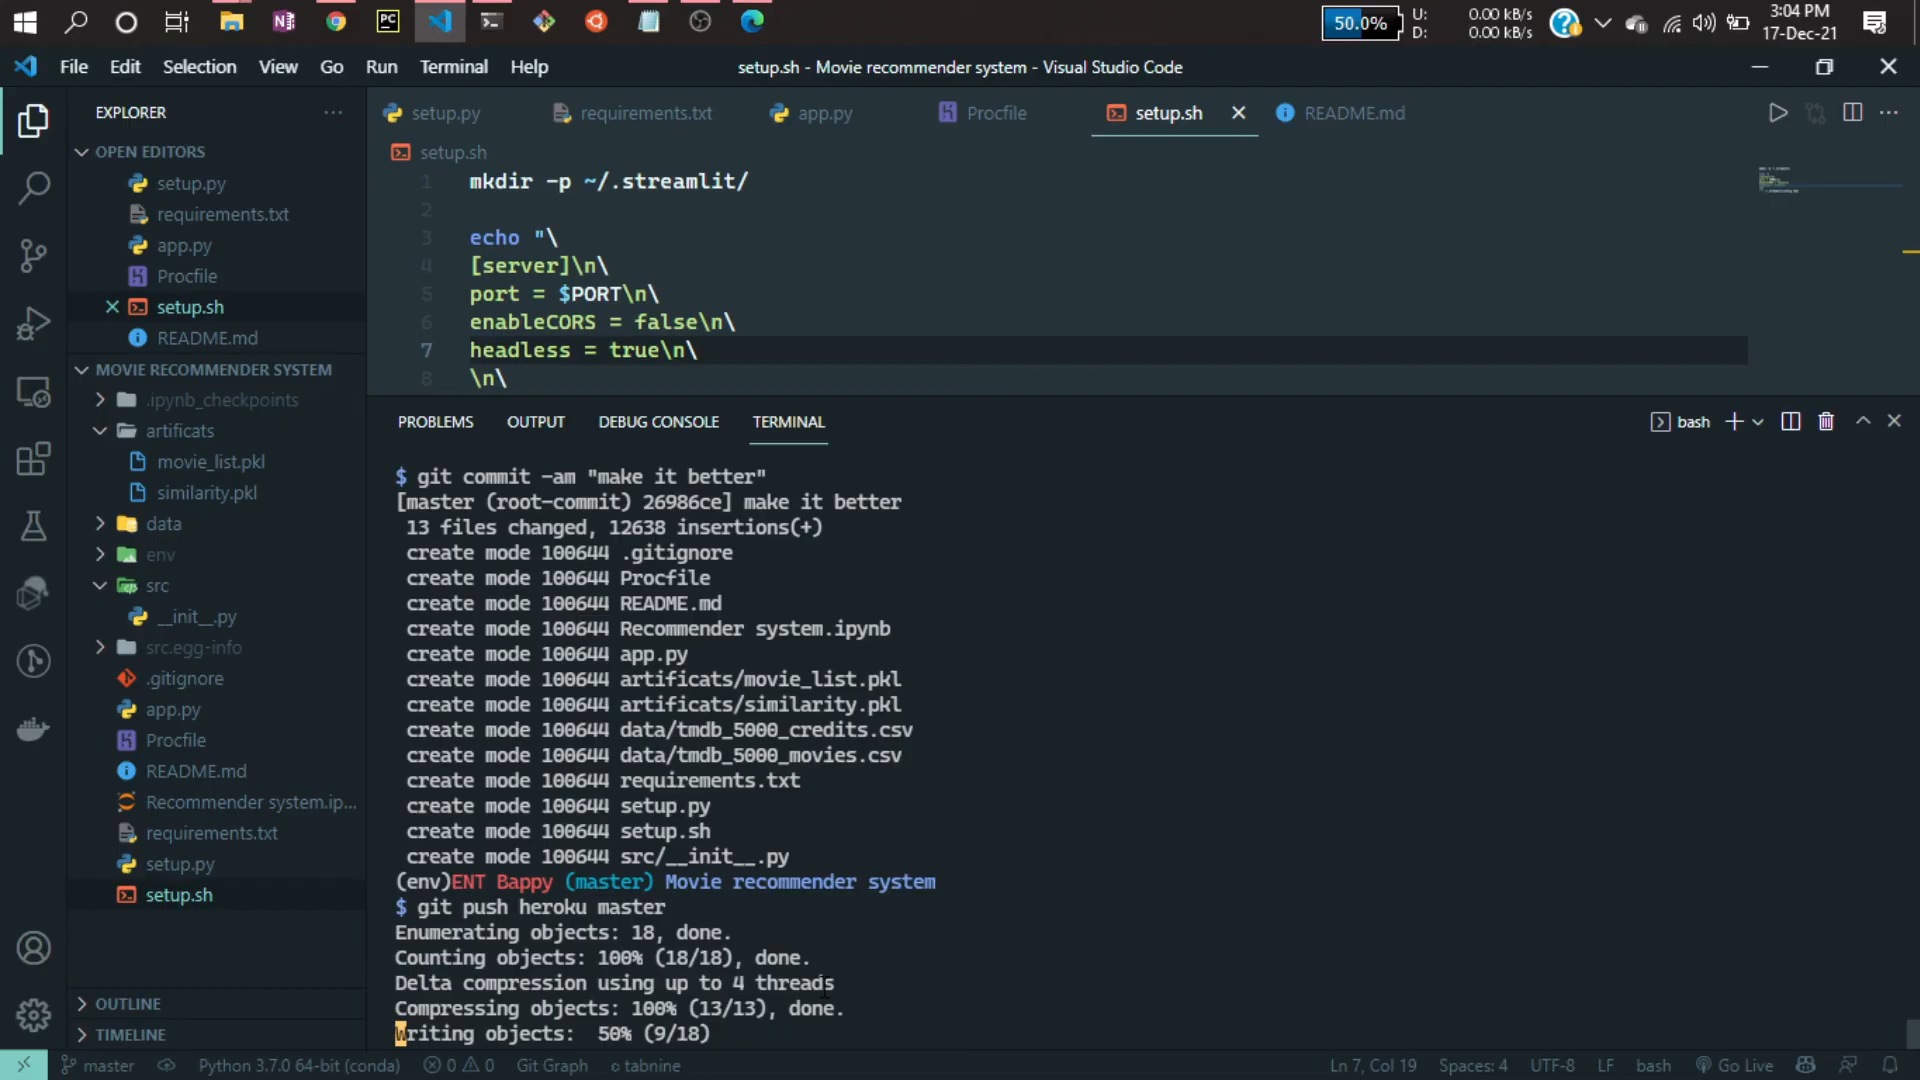 50.0%
U: 0.00 kB/s
D: 0.00 kB/s
3:04 PM
17-Dec-21
File Edit Selection View Go Run Terminal Help
setup.sh - Movie recommender system - Visual Studio Code
EXPLORER
OPEN EDITORS
setup.py
requirements.txt
app.py
Procfile
setup.sh
README.md
MOVIE RECOMMENDER SYSTEM
.ipynb_checkpoints
artificats
movie_list.pkl
similarity.pkl
data
env
src
__init__.py
src.egg-info
.gitignore
app.py
Procfile
README.md
Recommender system.ip...
requirements.txt
setup.py
setup.sh
OUTLINE
TIMELINE
setup.py requirements.txt app.py Procfile setup.sh README.md
setup.sh
1 mkdir -p ~/.streamlit/
2
3 echo "\
4 [server]\n\
5 port = $PORT\n\
6 enableCORS = false\n\
7 headless = true\n\
8 \n\
PROBLEMS OUTPUT DEBUG CONSOLE TERMINAL
bash
$ git commit -am "make it better"
[master (root-commit) 26986ce] make it better
13 files changed, 12638 insertions(+)
create mode 100644 .gitignore
create mode 100644 Procfile
create mode 100644 README.md
create mode 100644 Recommender system.ipynb
create mode 100644 app.py
create mode 100644 artificats/movie_list.pkl
create mode 100644 artificats/similarity.pkl
create mode 100644 data/tmdb_5000_credits.csv
create mode 100644 data/tmdb_5000_movies.csv
create mode 100644 requirements.txt
create mode 100644 setup.py
create mode 100644 setup.sh
create mode 100644 src/__init__.py
(env)ENT Bappy (master) Movie recommender system
$ git push heroku master
Enumerating objects: 18, done.
Counting objects: 100% (18/18), done.
Delta compression using up to 4 threads
Compressing objects: 100% (13/13), done.
Writing objects: 50% (9/18)
master Python 3.7.0 64-bit (conda) 0 0 Git Graph tabnine
Ln 7, Col 19 Spaces: 4 UTF-8 LF bash Go Live